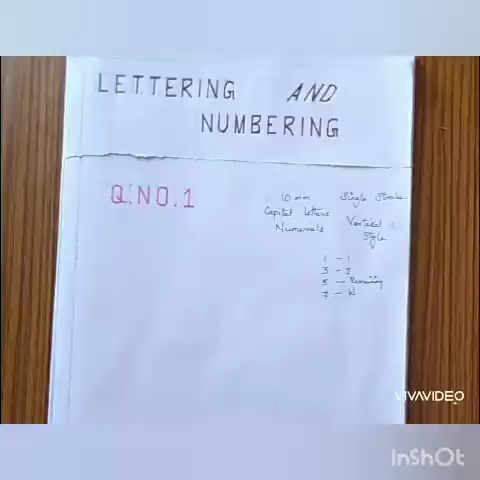 LETTERING AND
NUMBERING
Q.NO.1
10 mm Single Stroke
Capital letters Vertical
Numerals Style
1 - 1
3 - J
5 - Remaining
7 - W
VIVAVIDEO
InShOt